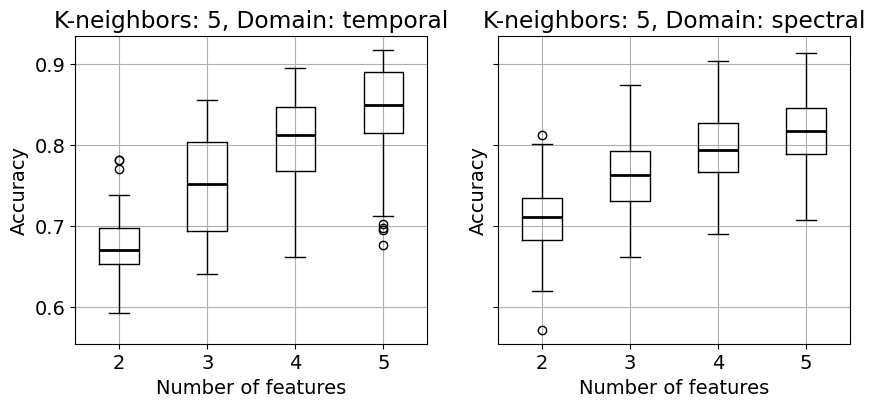 K-neighbors: 5, Domain: temporal
0.9
0.8
0.7
0.6
Accuracy
2 3 4 5
Number of features
K-neighbors: 5, Domain: spectral
Accuracy
2 3 4 5
Number of features